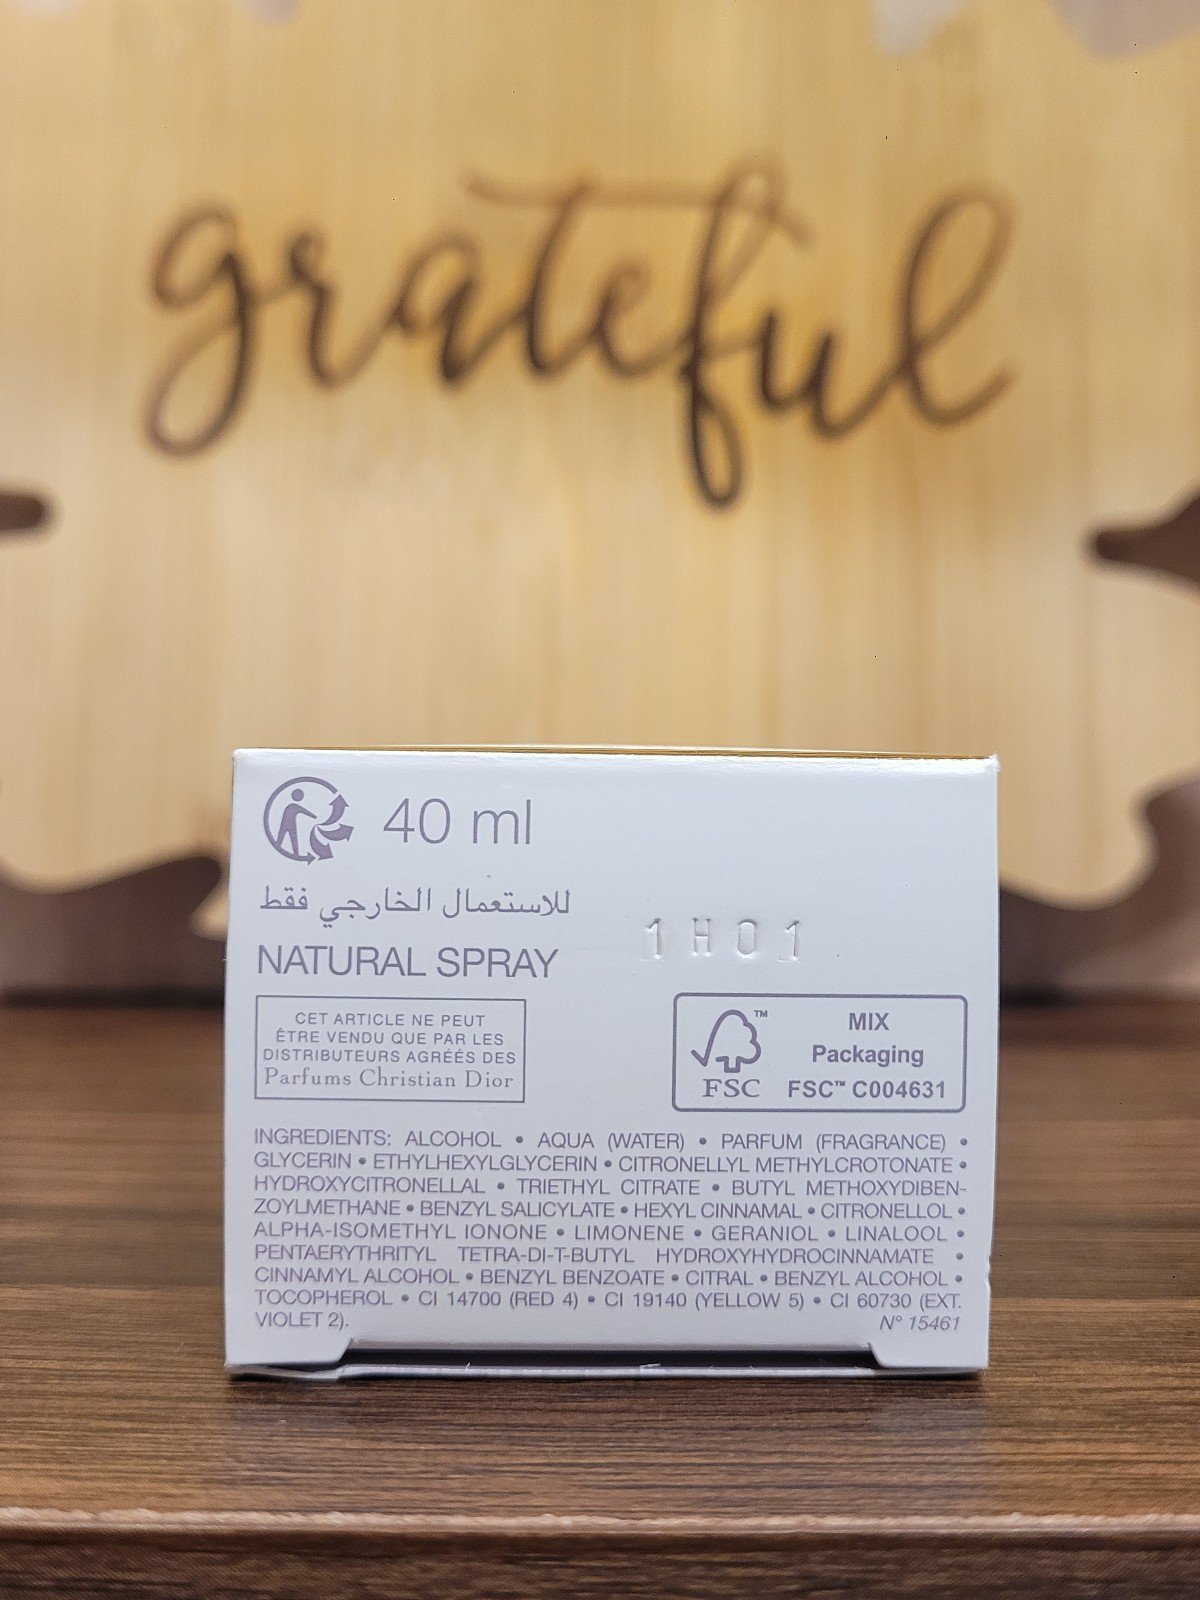 grateful
40 ml
للاستعمال الخارجي فقط
1H01
NATURAL SPRAY
CET ARTICLE NE PEUT
ÊTRE VENDU QUE PAR LES
DISTRIBUTEURS AGRÉÉS DES
Parfums Christian Dior
FSC
™
MIX
Packaging
FSC™ C004631
INGREDIENTS: ALCOHOL • AQUA (WATER) • PARFUM (FRAGRANCE) •
GLYCERIN • ETHYLHEXYLGLYCERIN • CITRONELLYL METHYLCROTONATE •
HYDROXYCITRONELLAL • TRIETHYL CITRATE • BUTYL METHOXYDIBEN-
ZOYLMETHANE • BENZYL SALICYLATE • HEXYL CINNAMAL • CITRONELLOL •
ALPHA-ISOMETHYL IONONE • LIMONENE • GERANIOL • LINALOOL •
PENTAERYTHRITYL TETRA-DI-T-BUTYL HYDROXYHYDROCINNAMATE •
CINNAMYL ALCOHOL • BENZYL BENZOATE • CITRAL • BENZYL ALCOHOL •
TOCOPHEROL • CI 14700 (RED 4) • CI 19140 (YELLOW 5) • CI 60730 (EXT.
VIOLET 2). N° 15461